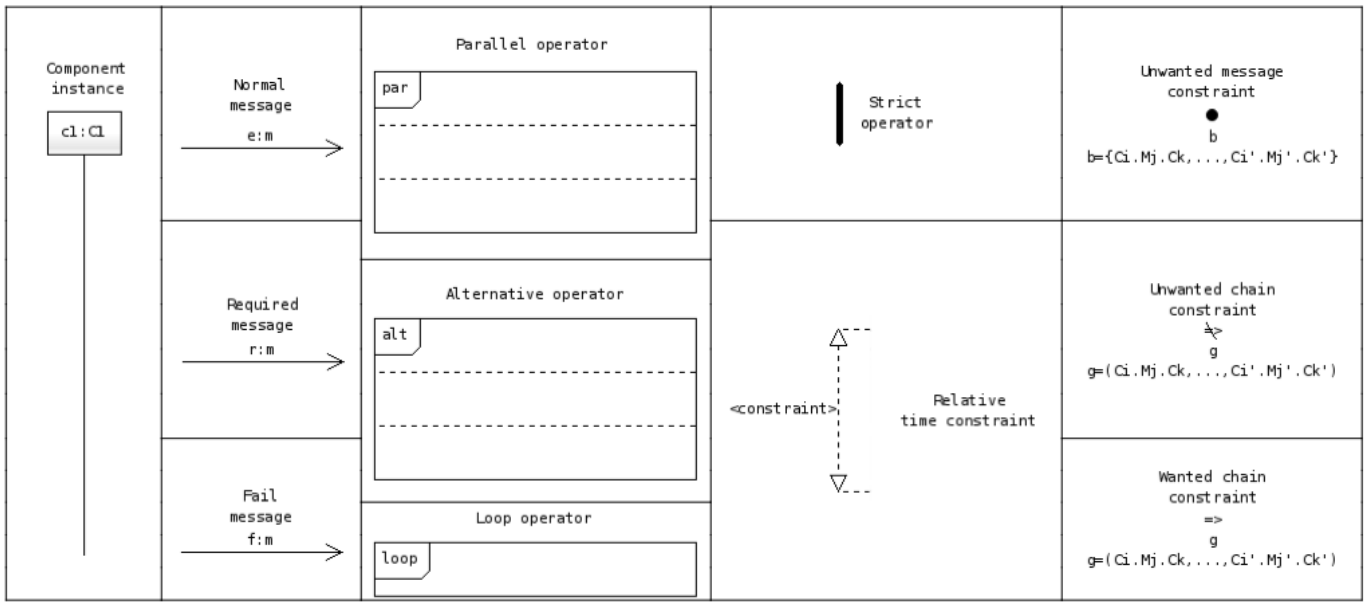 Component
instance
c1:C1
Normal
message
e:m
Required
message
r:m
Fail
message
f:m
Parallel operator
par
Alternative operator
alt
Loop operator
loop
Strict
operator
<constraint>
Relative
time constraint
Unwanted message
constraint
b
b={Ci.Mj.Ck,...,Ci'.Mj'.Ck'}
Unwanted chain
constraint
=>
g
g=(Ci.Mj.Ck,...,Ci'.Mj'.Ck')
Wanted chain
constraint
=>
g
g=(Ci.Mj.Ck,...,Ci'.Mj'.Ck')